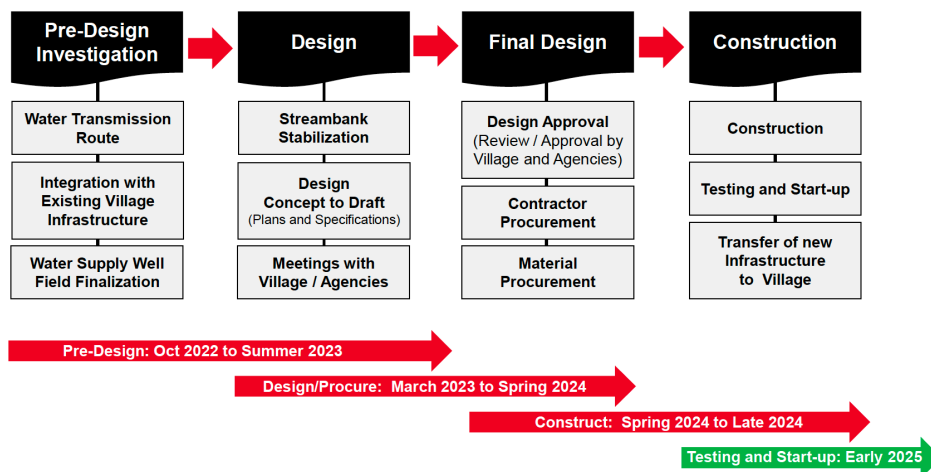 Pre-Design
Investigation
Design
Final Design
Construction
Water Transmission
Route
Integration with
Existing Village
Infrastructure
Water Supply Well
Field Finalization
Streambank
Stabilization
Design
Concept to Draft
(Plans and Specifications)
Meetings with
Village / Agencies
Design Approval
(Review / Approval by
Village and Agencies)
Contractor
Procurement
Material
Procurement
Construction
Testing and Start-up
Transfer of new
Infrastructure
to Village
Pre-Design: Oct 2022 to Summer 2023
Design/Procure: March 2023 to Spring 2024
Construct: Spring 2024 to Late 2024
Testing and Start-up: Early 2025